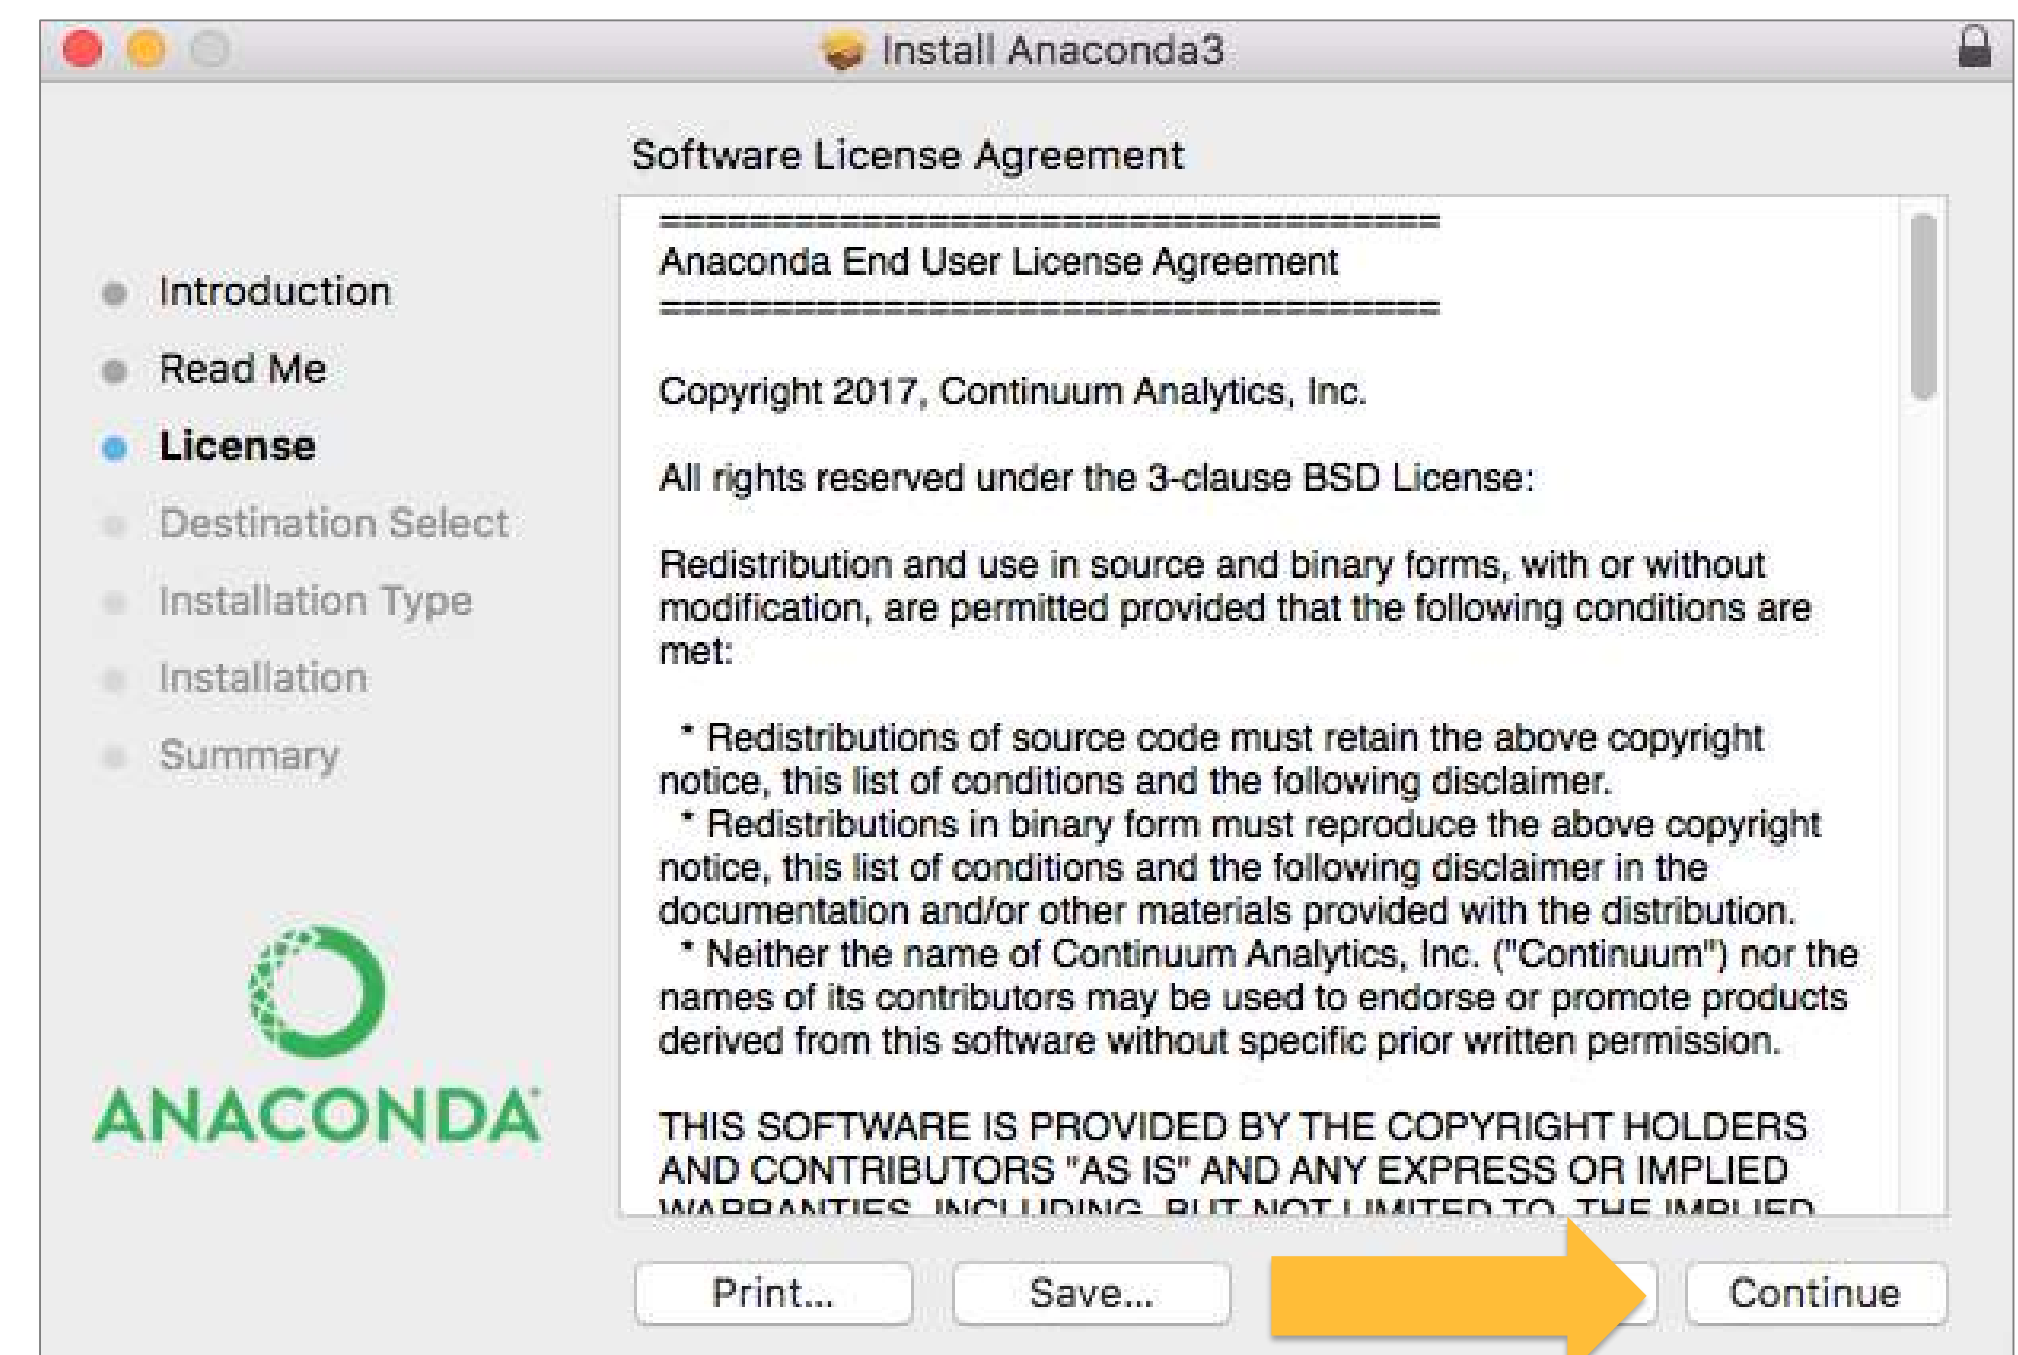 Install Anaconda3
Software License Agreement
Introduction
Read Me
License
Destination Select
Installation Type
Installation
Summary
ANACONDA
==================================
Anaconda End User License Agreement
==================================
Copyright 2017, Continuum Analytics, Inc.
All rights reserved under the 3-clause BSD License:
Redistribution and use in source and binary forms, with or without
modification, are permitted provided that the following conditions are
met:
* Redistributions of source code must retain the above copyright
notice, this list of conditions and the following disclaimer.
* Redistributions in binary form must reproduce the above copyright
notice, this list of conditions and the following disclaimer in the
documentation and/or other materials provided with the distribution.
* Neither the name of Continuum Analytics, Inc. ("Continuum") nor the
names of its contributors may be used to endorse or promote products
derived from this software without specific prior written permission.
THIS SOFTWARE IS PROVIDED BY THE COPYRIGHT HOLDERS
AND CONTRIBUTORS "AS IS" AND ANY EXPRESS OR IMPLIED
WARRANTIES, INCLUDING, BUT NOT LIMITED TO, THE IMPLIED
Print...
Save...
Continue